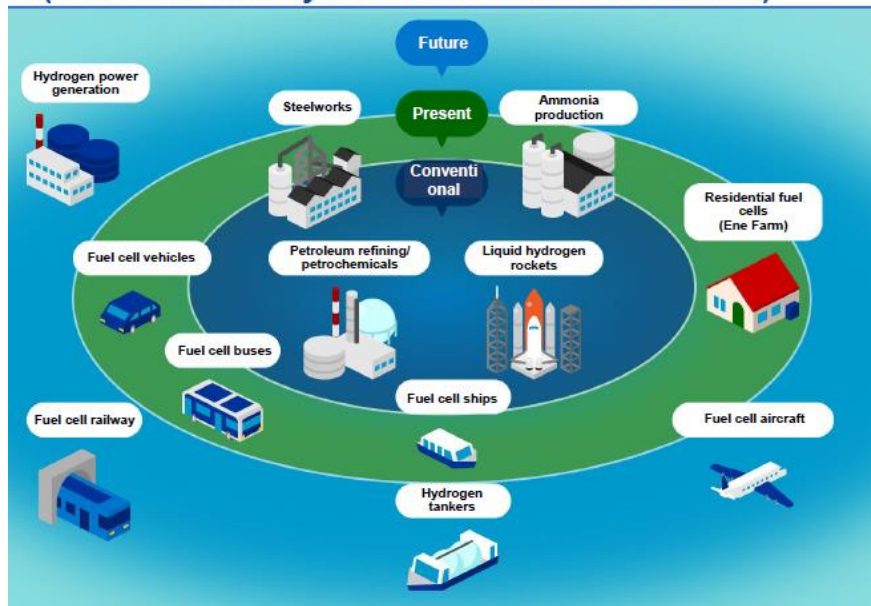 Future
Hydrogen power
generation
Steelworks
Present
Ammonia
production
Conventi
onal
Residential fuel
cells
(Ene Farm)
Fuel cell vehicles
Petroleum refining/
petrochemicals
Liquid hydrogen
rockets
Fuel cell buses
Fuel cell ships
Fuel cell railway
Fuel cell aircraft
Hydrogen
tankers